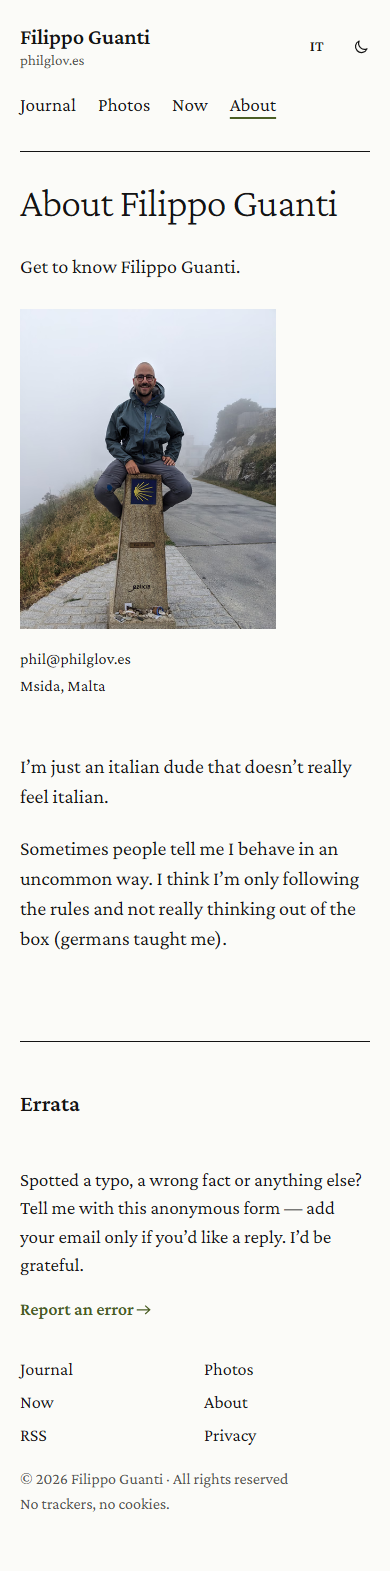 Filippo Guanti
philglov.es
IT
Journal Photos Now About
About Filippo Guanti
Get to know Filippo Guanti.
phil@philglov.es
Msida, Malta
I’m just an italian dude that doesn’t really
feel italian.
Sometimes people tell me I behave in an
uncommon way. I think I’m only following
the rules and not really thinking out of the
box (germans taught me).
Errata
Spotted a typo, a wrong fact or anything else?
Tell me with this anonymous form — add
your email only if you’d like a reply. I’d be
grateful.
Report an error →
Journal Photos
Now About
RSS Privacy
© 2026 Filippo Guanti · All rights reserved
No trackers, no cookies.